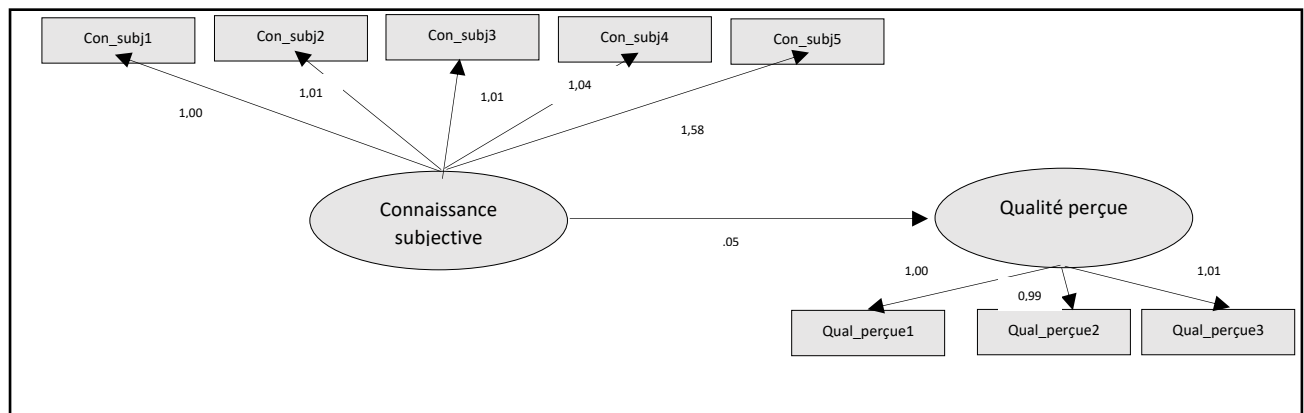 Con_subj1
Con_subj2
Con_subj3
Con_subj4
Con_subj5
1,00
1,01
1,01
1,04
1,58
Connaissance
subjective
Qualité perçue
.05
1,00
0,99
1,01
Qual_perçue1
Qual_perçue2
Qual_perçue3